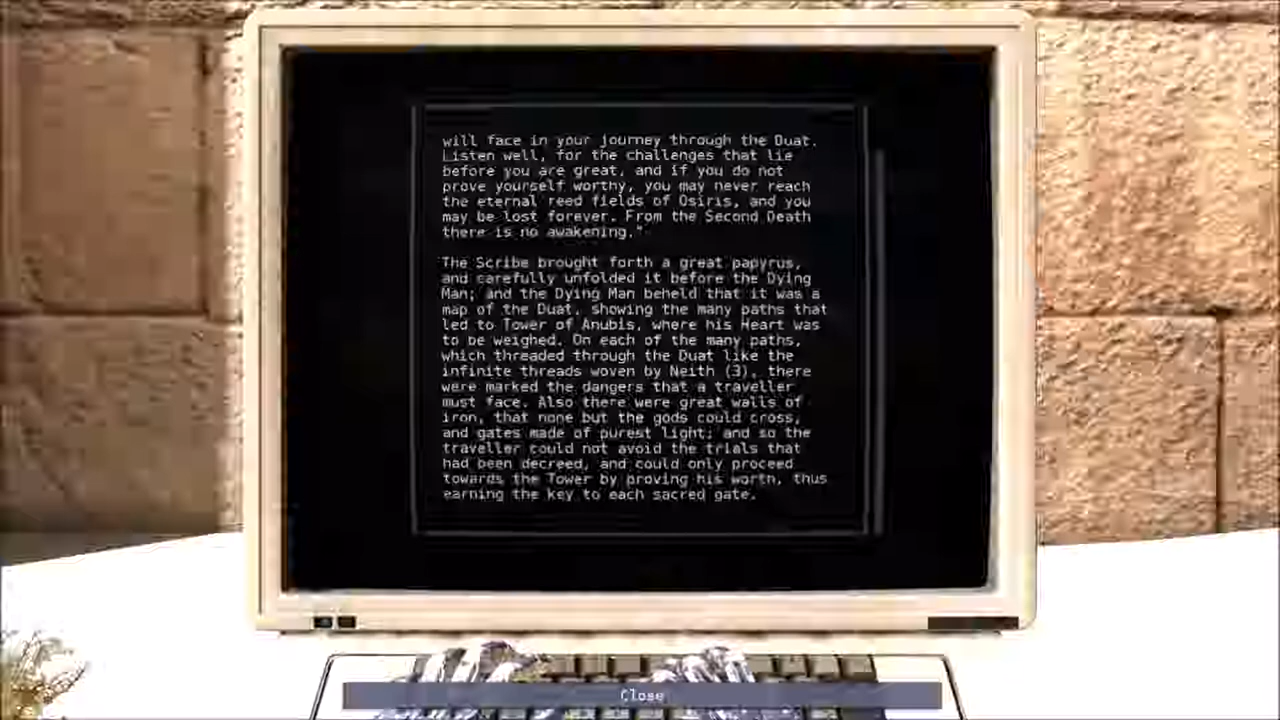 will face in your journey through the Duat.
Listen well, for the challenges that lie
before you are great, and if you do not
prove yourself worthy, you may never reach
the eternal reed fields of Osiris, and you
may be lost forever. From the Second Death
there is no awakening."
The Scribe brought forth a great papyrus,
and carefully unfolded it before the Dying
Man; and the Dying Man beheld that it was a
map of the Duat, showing the many paths that
led to Tower of Anubis, where his Heart was
to be weighed. On each of the many paths,
which threaded through the Duat like the
infinite threads woven by Neith (3), there
were marked the dangers that a traveller
must face. Also there were great walls of
iron, that none but the gods could cross,
and gates made of purest light; and so the
traveller could not avoid the trials that
had been decreed, and could only proceed
towards the Tower by proving his worth, thus
earning the key to each sacred gate.
Close